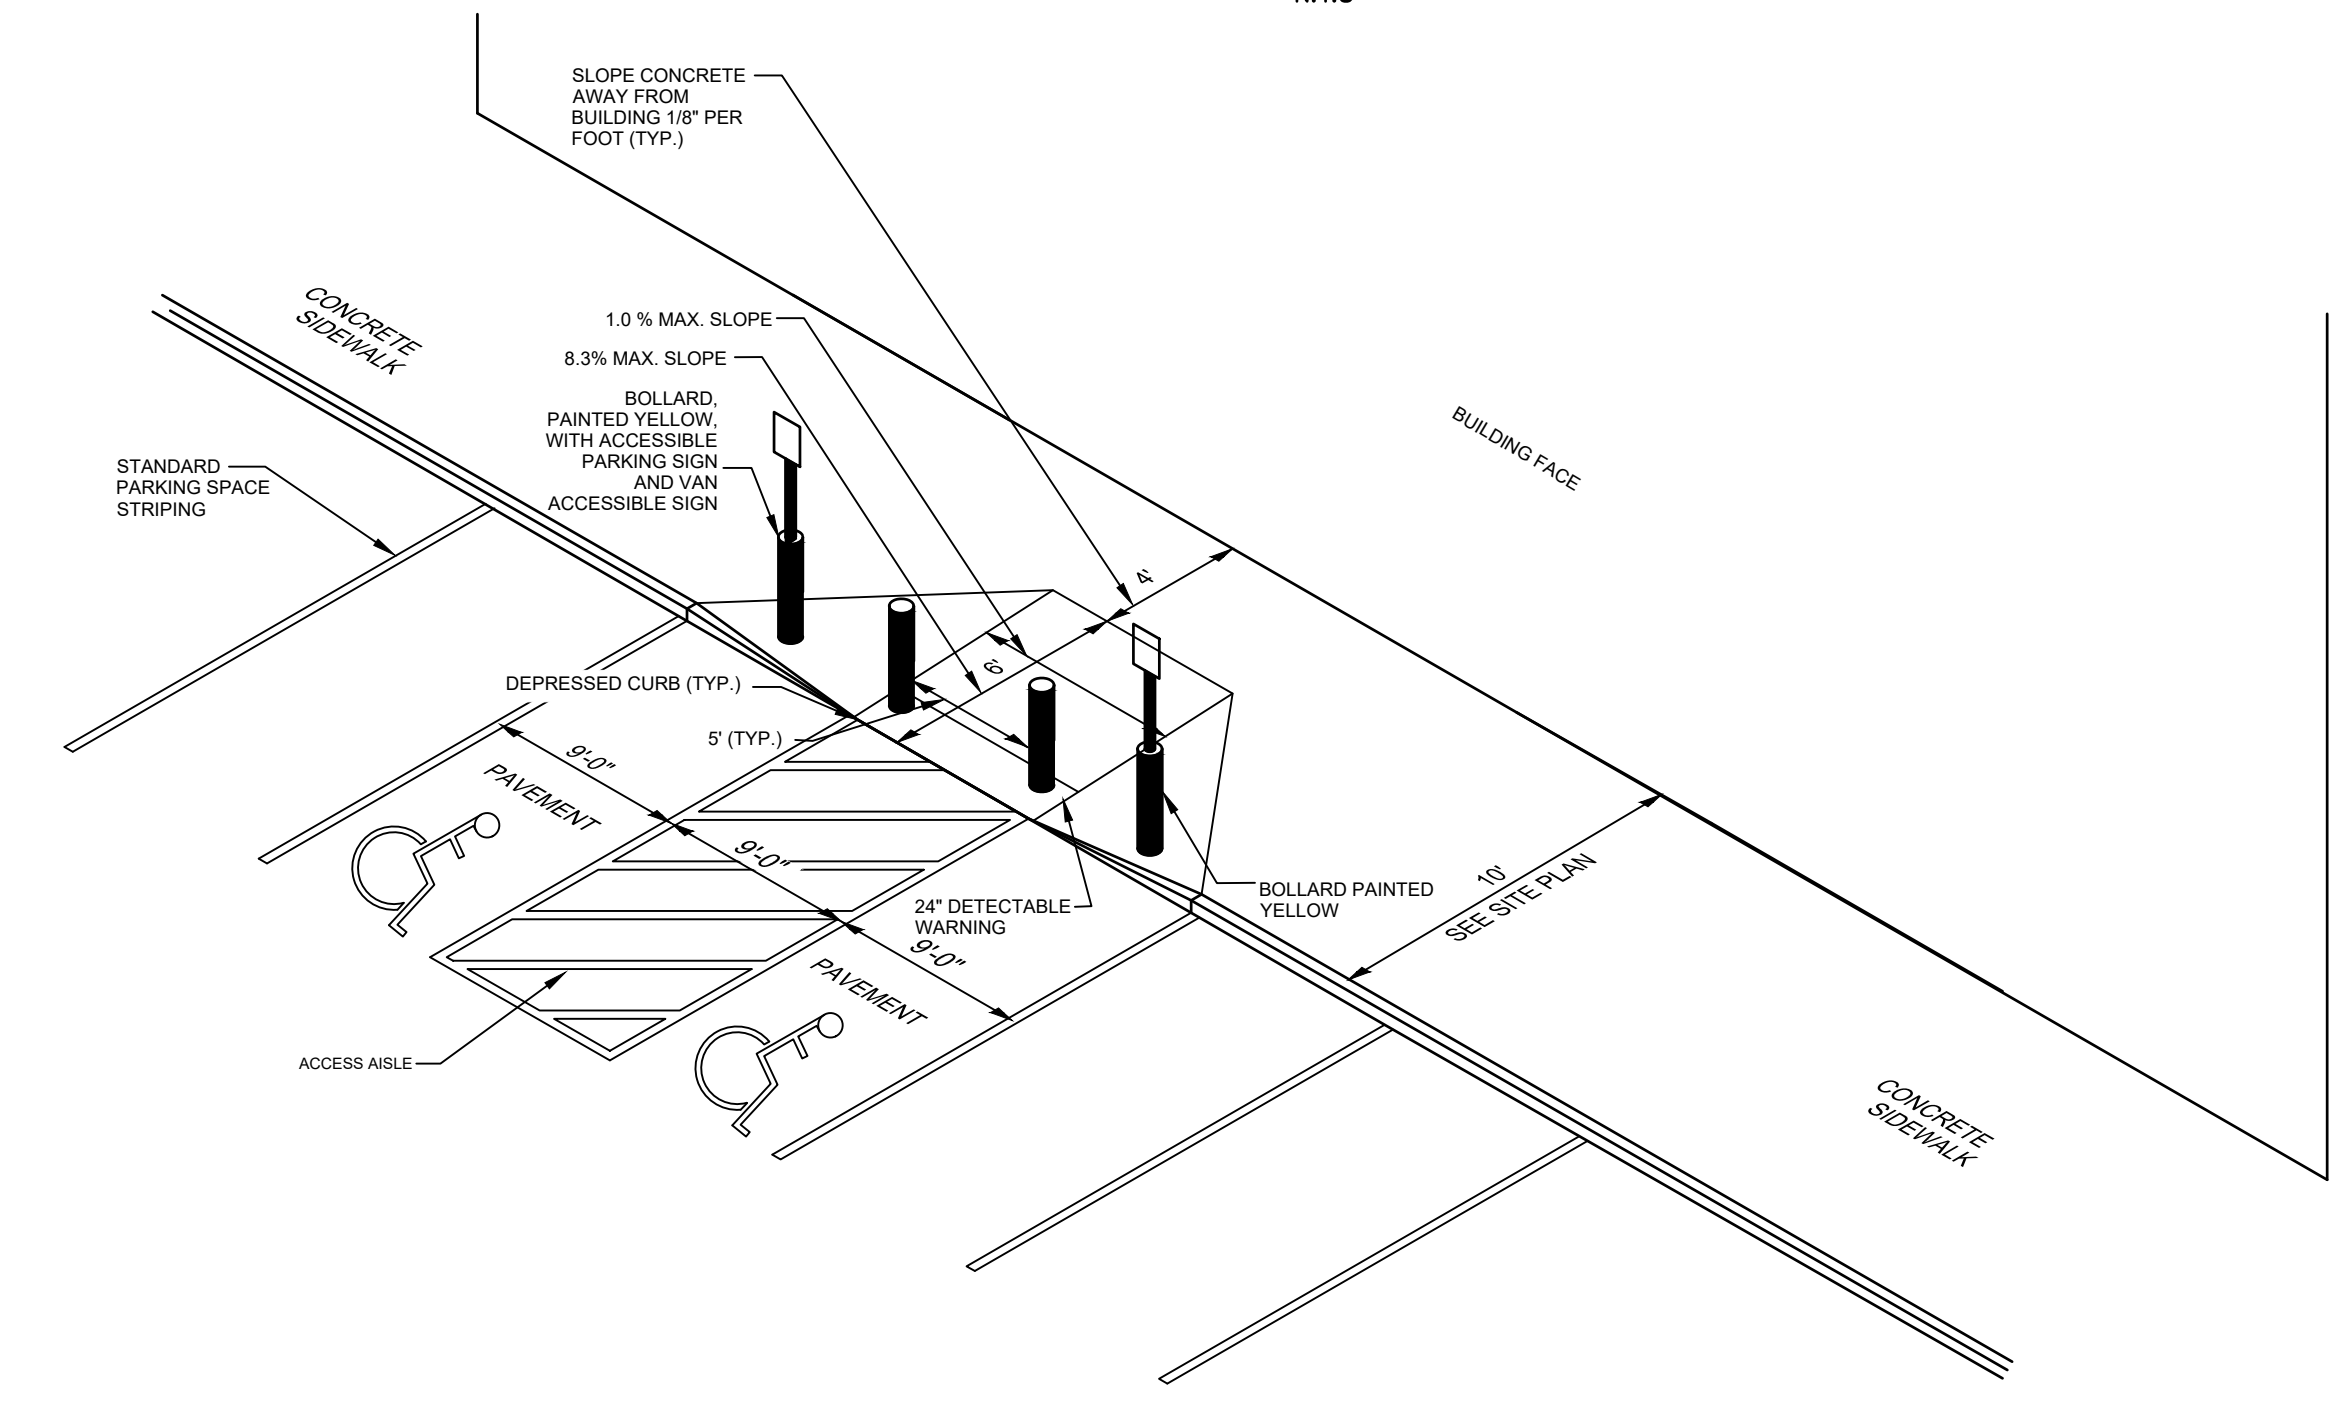 SLOPE CONCRETE
AWAY FROM
BUILDING 1/8" PER
FOOT (TYP.)
1.0 % MAX. SLOPE
8.3% MAX. SLOPE
BOLLARD,
PAINTED YELLOW,
WITH ACCESSIBLE
PARKING SIGN
AND VAN
ACCESSIBLE SIGN
CONCRETE
SIDEWALK
STANDARD
PARKING SPACE
STRIPING
BUILDING FACE
4'
6'
DEPRESSED CURB (TYP.)
5' (TYP.)
9'-0"
PAVEMENT
9'-0"
24" DETECTABLE
WARNING
9'-0"
PAVEMENT
BOLLARD PAINTED
YELLOW
10'
SEE SITE PLAN
ACCESS AISLE
CONCRETE
SIDEWALK